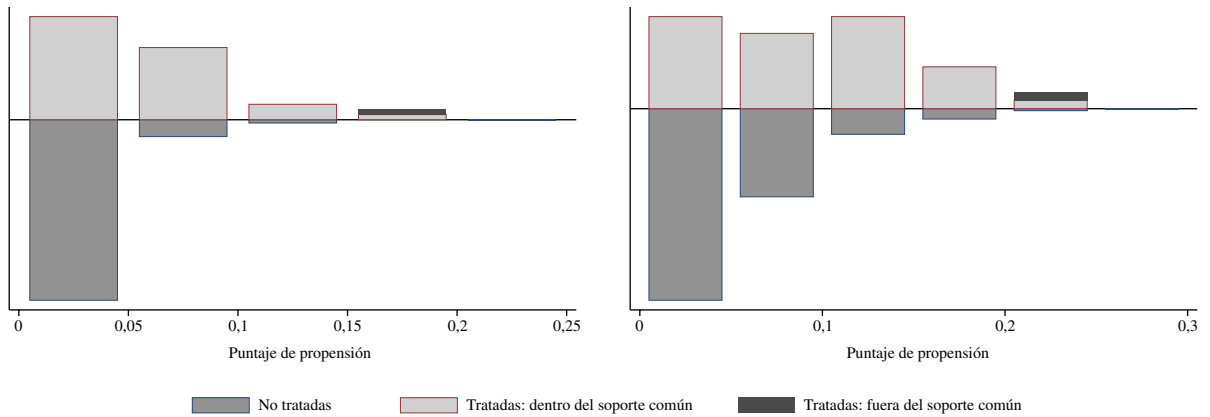 0 0,05 0,1 0,15 0,2 0,25
Puntaje de propensión
0 0,1 0,2 0,3
Puntaje de propensión
No tratadas Tratadas: dentro del soporte común Tratadas: fuera del soporte común